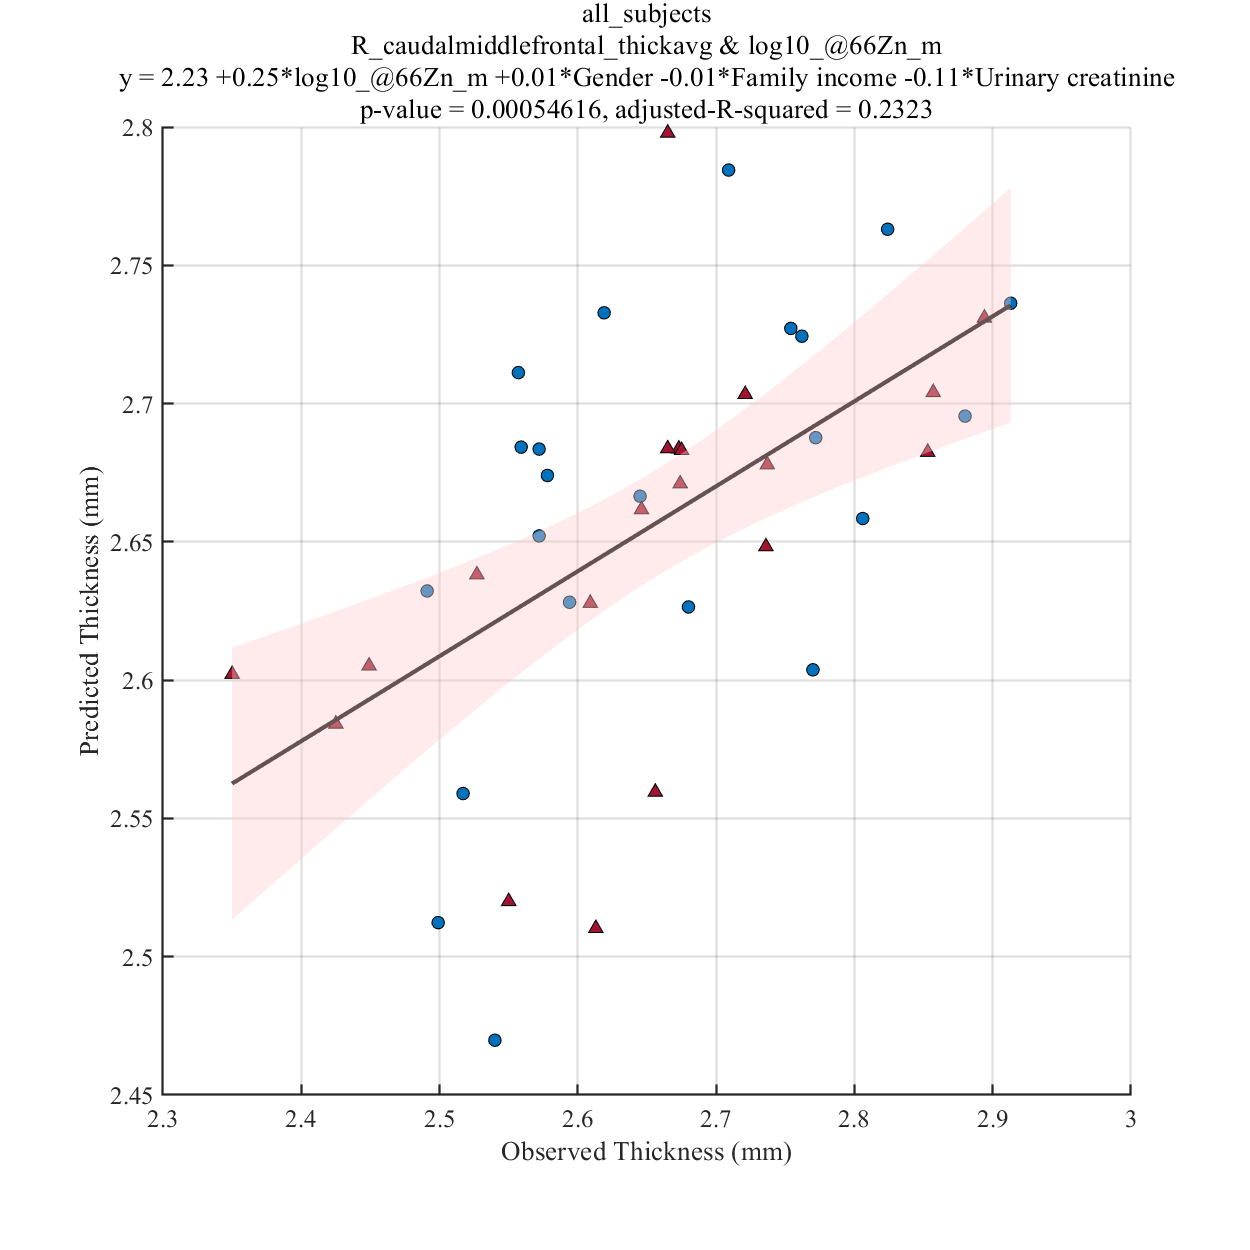 all_subjects
R_caudalmiddlefrontal_thickavg & log10_@66Zn_m
y = 2.23 +0.25*log10_@66Zn_m +0.01*Gender -0.01*Family income -0.11*Urinary creatinine
p-value = 0.00054616, adjusted-R-squared = 0.2323
2.8
2.75
2.7
2.65
2.6
2.55
2.5
2.45
Predicted Thickness (mm)
2.3 2.4 2.5 2.6 2.7 2.8 2.9 3
Observed Thickness (mm)